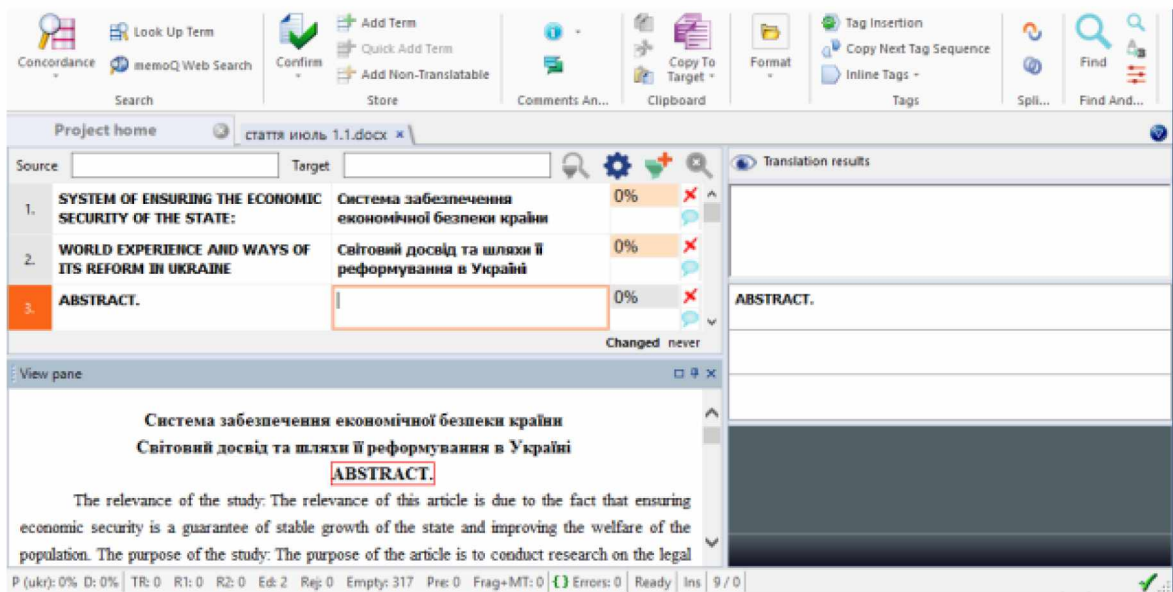 Concordance
Look Up Term
memoQ Web Search
Search
Confirm
Add Term
Quick Add Term
Add Non-Translatable
Store
Comments An...
Copy To
Target
Clipboard
Format
Tag Insertion
Copy Next Tag Sequence
Inline Tags
Tags
Spli...
Find
Find And...
Project home
стаття июль 1.1.docx
Source
Target
1.
SYSTEM OF ENSURING THE ECONOMIC
SECURITY OF THE STATE:
Система забезпечення
економічної безпеки країни
0%
2.
WORLD EXPERIENCE AND WAYS OF
ITS REFORM IN UKRAINE
Світовий досвід та шляхи її
реформування в Україні
0%
3.
ABSTRACT.
0%
Changed never
Translation results
ABSTRACT.
View pane
Система забезпечення економічної безпеки країни
Світовий досвід та шляхи її реформування в Україні
ABSTRACT.
The relevance of the study: The relevance of this article is due to the fact that ensuring
economic security is a guarantee of stable growth of the state and improving the welfare of the
population. The purpose of the study: The purpose of the article is to conduct research on the legal
P (ukr): 0% D: 0% TR: 0 R1: 0 R2: 0 Ed: 2 Rej: 0 Empty: 317 Pre: 0 Frag+MT: 0 Errors: 0 Ready Ins 9 / 0